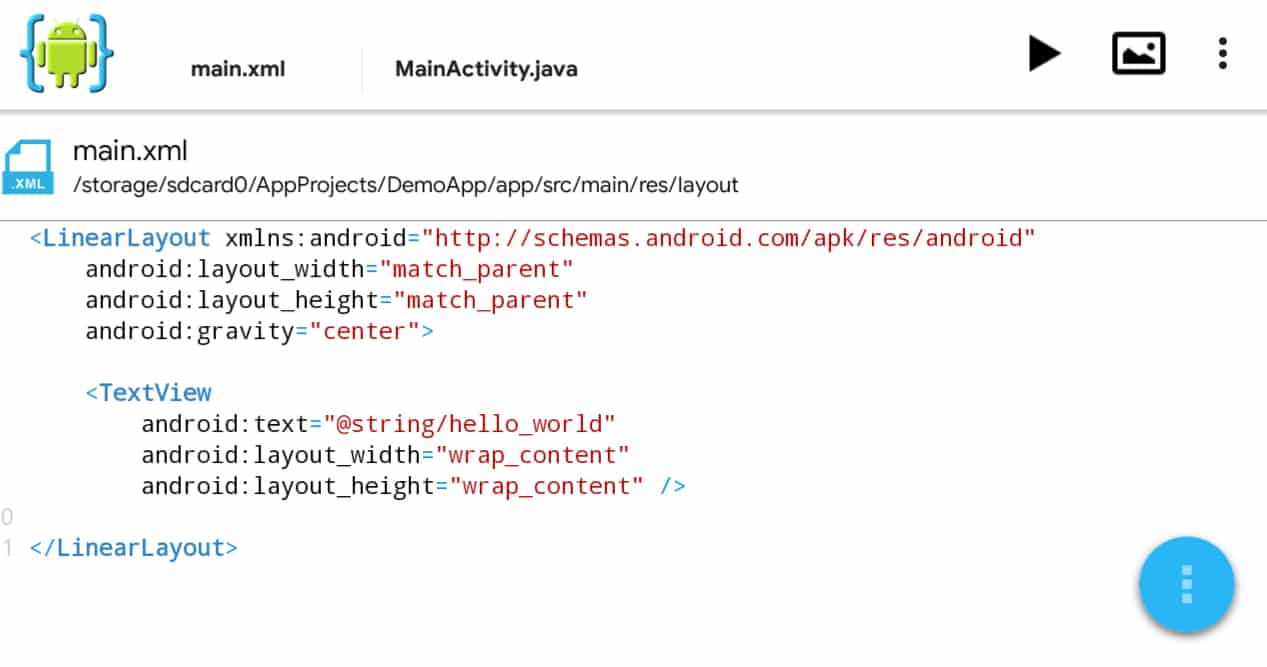 main.xml
MainActivity.java
.XML
main.xml
/storage/sdcard0/AppProjects/DemoApp/app/src/main/res/layout
<LinearLayout xmlns:android="http://schemas.android.com/apk/res/android"
    android:layout_width="match_parent"
    android:layout_height="match_parent"
    android:gravity="center">

    <TextView
        android:text="@string/hello_world"
        android:layout_width="wrap_content"
        android:layout_height="wrap_content" />
0
1 </LinearLayout>